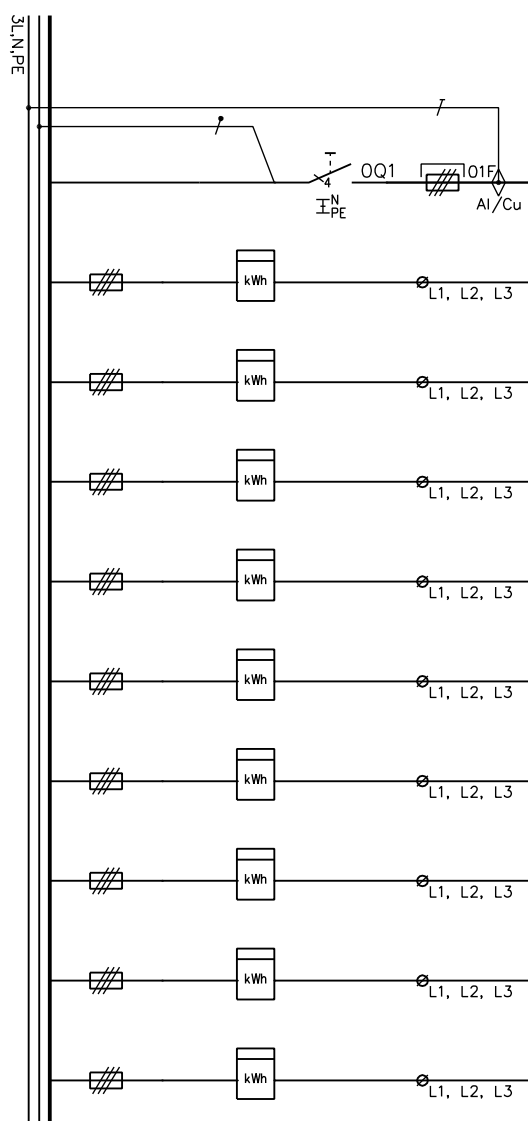 3L,N,PE
0Q1
01F
4
N
PE
Al/Cu
kWh
L1, L2, L3
kWh
L1, L2, L3
kWh
L1, L2, L3
kWh
L1, L2, L3
kWh
L1, L2, L3
kWh
L1, L2, L3
kWh
L1, L2, L3
kWh
L1, L2, L3
kWh
L1, L2, L3